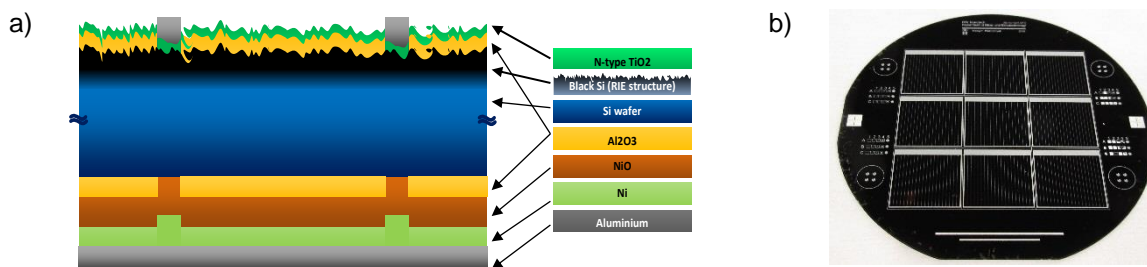 a)
b)
N-type TiO2
Black Si (RIE structure)
Si wafer
Al2O3
NiO
Ni
Aluminium